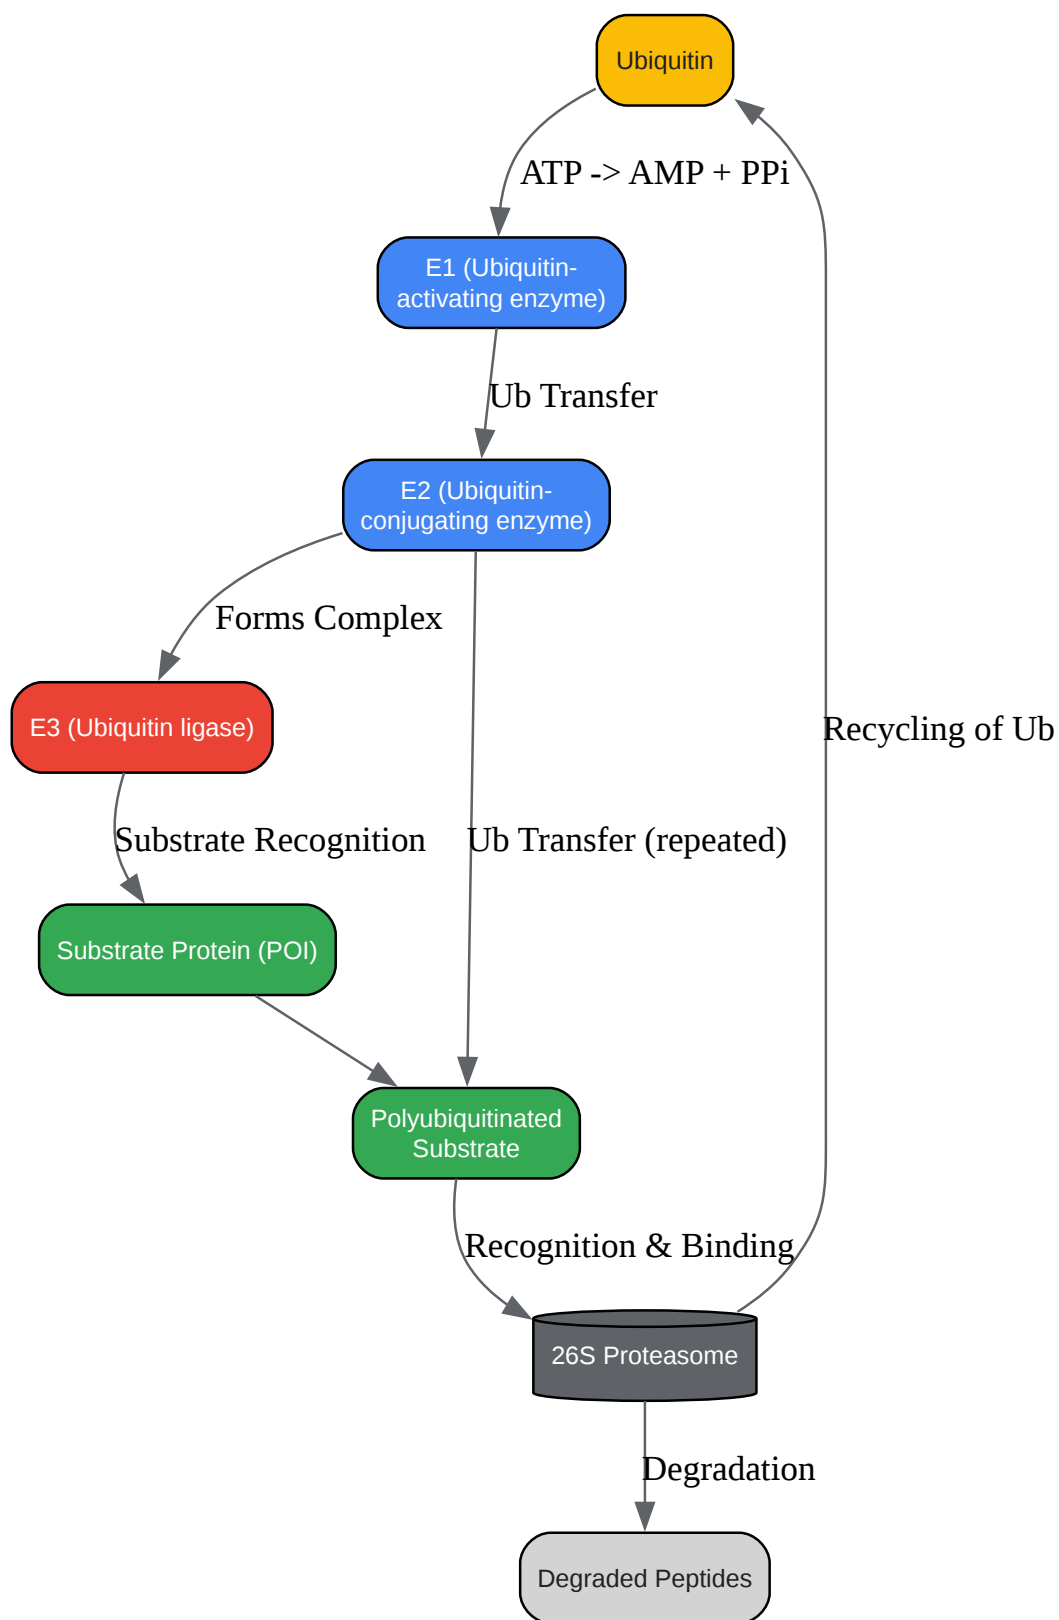 Ubiquitin
ATP -> AMP + PPi
E1 (Ubiquitin-
activating enzyme)
Ub Transfer
E2 (Ubiquitin-
conjugating enzyme)
Forms Complex
E3 (Ubiquitin ligase)
Recycling of Ub
Substrate Recognition
Ub Transfer (repeated)
Substrate Protein (POI)
Polyubiquitinated
Substrate
Recognition & Binding
26S Proteasome
Degradation
Degraded Peptides